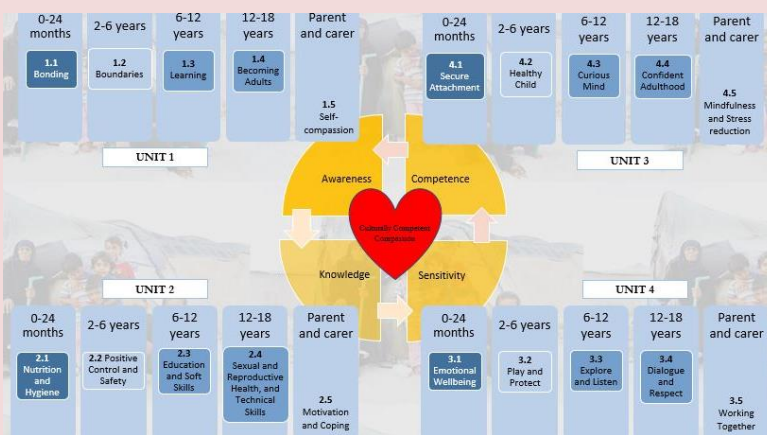 0-24
months
2-6 years
6-12
years
12-18
years
Parent
and carer
1.1
Bonding
1.2
Boundaries
1.3
Learning
1.4
Becoming
Adults
1.5
Self-
compassion
UNIT 1
0-24
months
2-6 years
6-12
years
12-18
years
Parent
and carer
4.1
Secure
Attachment
4.2
Healthy
Child
4.3
Curious
Mind
4.4
Confident
Adulthood
4.5
Mindfulness
and Stress
reduction
UNIT 3
Awareness
Competence
Culturally Competent
Compassion
Knowledge
Sensitivity
UNIT 2
0-24
months
2-6 years
6-12
years
12-18
years
Parent
and carer
2.1
Nutrition
and
Hygiene
2.2 Positive
Control and
Safety
2.3
Education
and Soft
Skills
2.4
Sexual and
Reproductive
Health, and
Technical
Skills
2.5
Motivation
and Coping
UNIT 4
0-24
months
2-6 years
6-12
years
12-18
years
Parent
and carer
3.1
Emotional
Wellbeing
3.2
Play and
Protect
3.3
Explore
and Listen
3.4
Dialogue
and
Respect
3.5
Working
Together